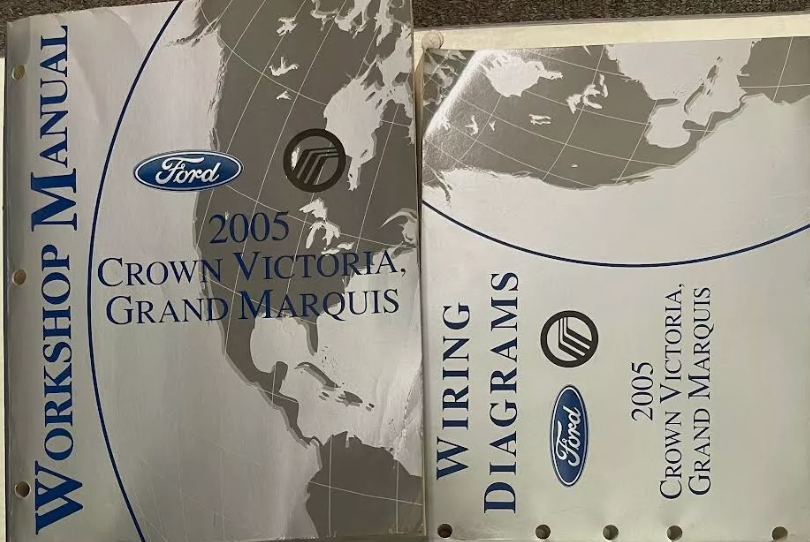 WORKSHOP MANUAL
Ford
2005
CROWN VICTORIA,
GRAND MARQUIS
WIRING
DIAGRAMS
Ford
2005
CROWN VICTORIA,
GRAND MARQUIS